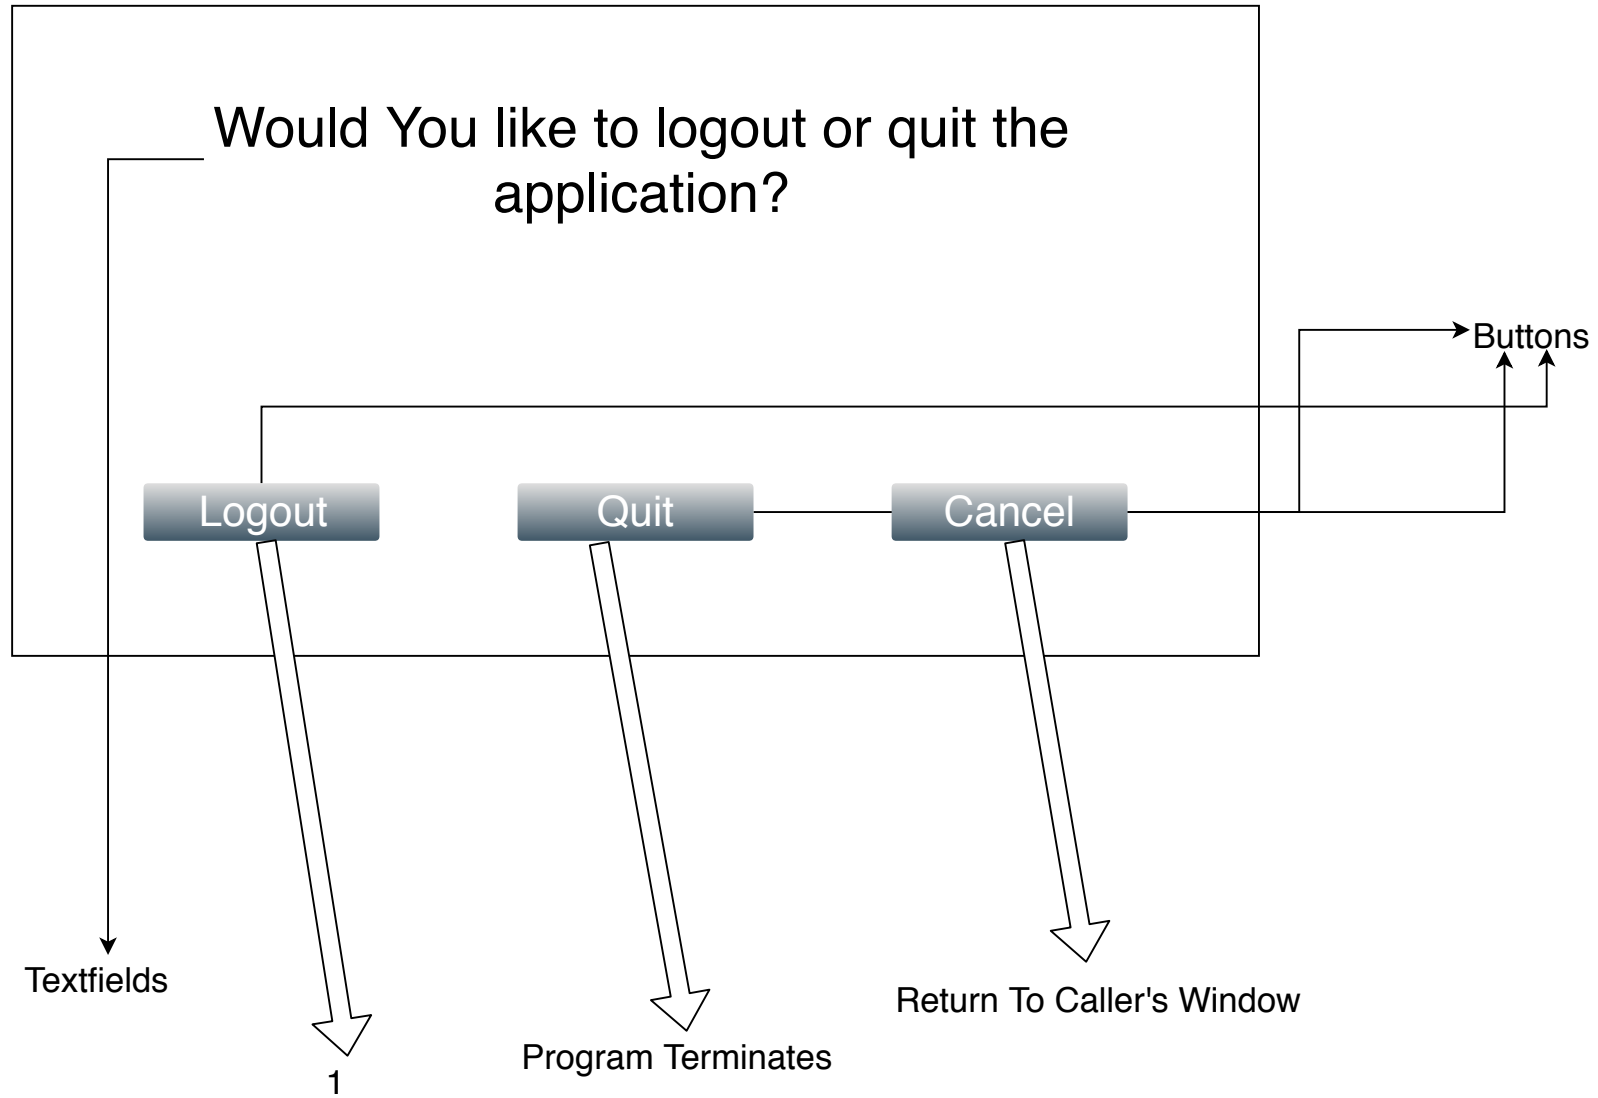 Would You like to logout or quit the
application?
Buttons
Logout
Quit
Cancel
Textfields
Return To Caller's Window
Program Terminates
1